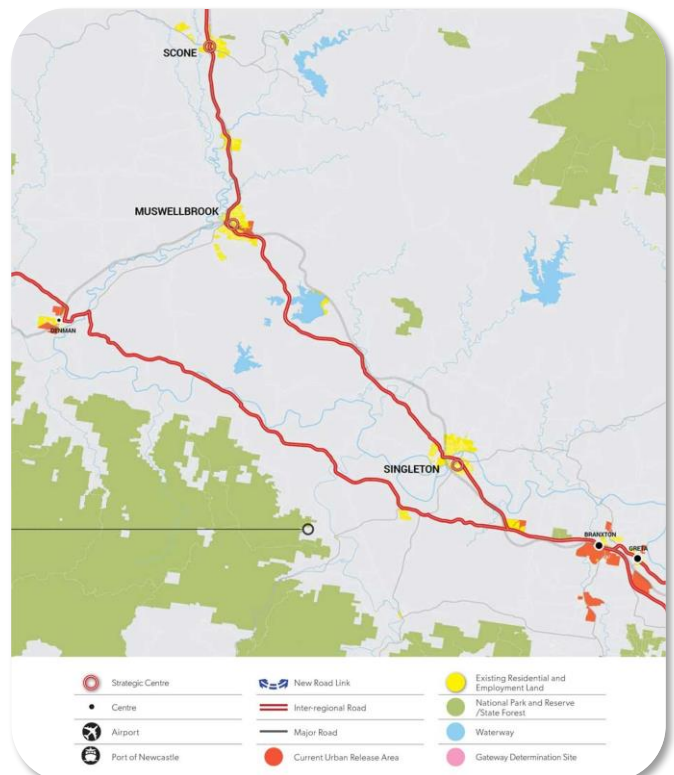 SCONE
MUSWELLBROOK
DENMAN
SINGLETON
BRANXTON
GRETA
Strategic Centre
Centre
Airport
Port of Newcastle
New Road Link
Inter-regional Road
Major Road
Current Urban Release Area
Existing Residential and
Employment Land
National Park and Reserve
/State Forest
Waterway
Gateway Determination Site